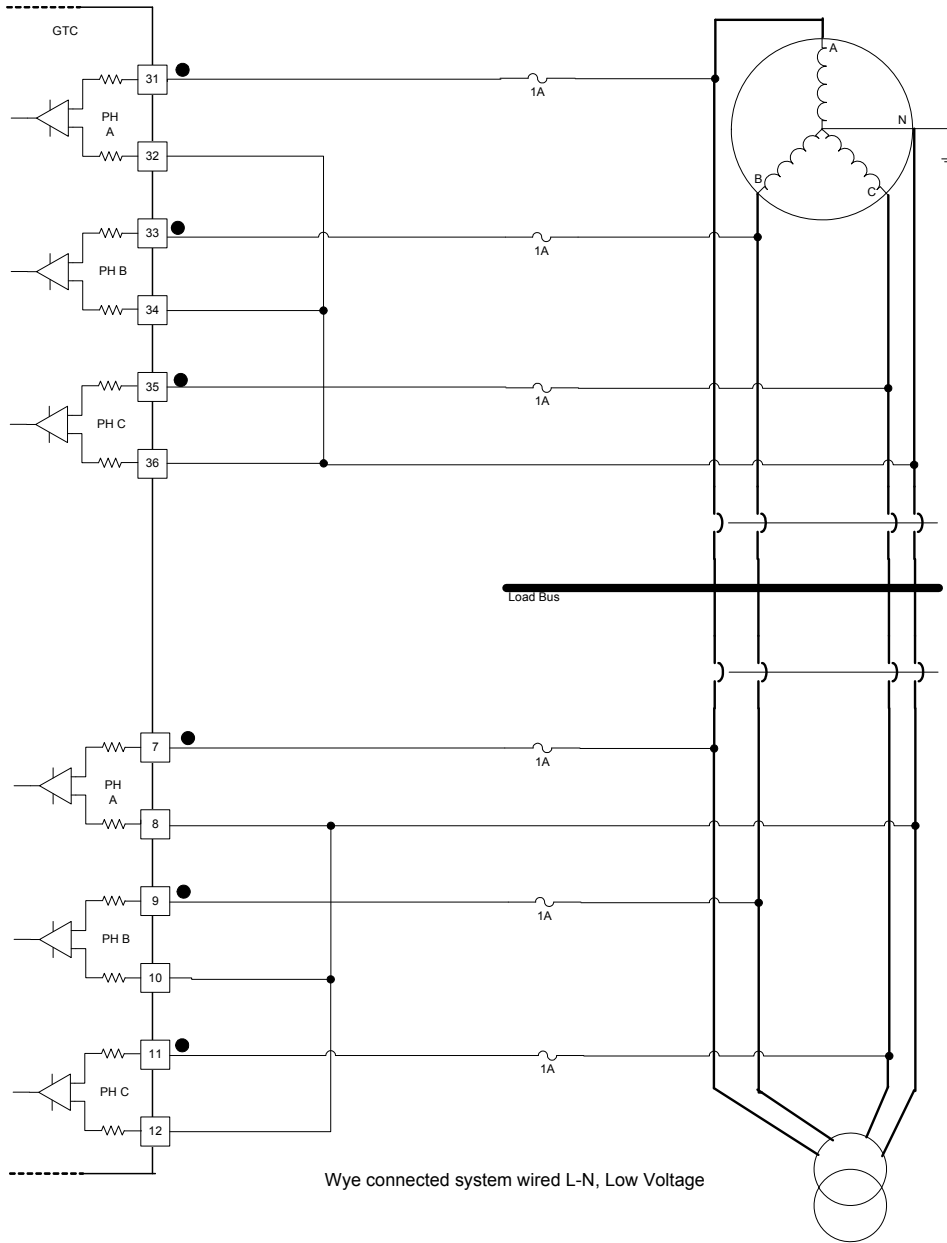 GTC
A
31
1A
PH
A
N
32
B
C
33
1A
PH B
34
35
1A
PH C
36
Load Bus
7
1A
PH
A
8
9
1A
PH B
10
11
1A
PH C
12
Wye connected system wired L-N, Low Voltage